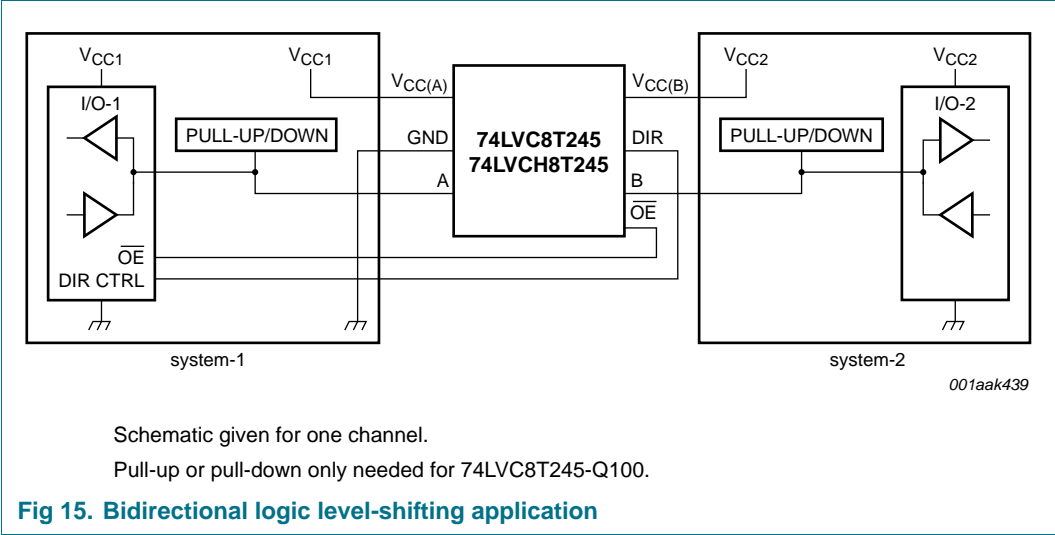 VCC1
VCC1
VCC2
VCC2
VCC(A)
VCC(B)
I/O-1
I/O-2
PULL-UP/DOWN
GND
74LVC8T245
74LVCH8T245
DIR
PULL-UP/DOWN
A
B
OE
OE
DIR CTRL
system-1
system-2
001aak439
Schematic given for one channel.
Pull-up or pull-down only needed for 74LVC8T245-Q100.
Fig 15. Bidirectional logic level-shifting application